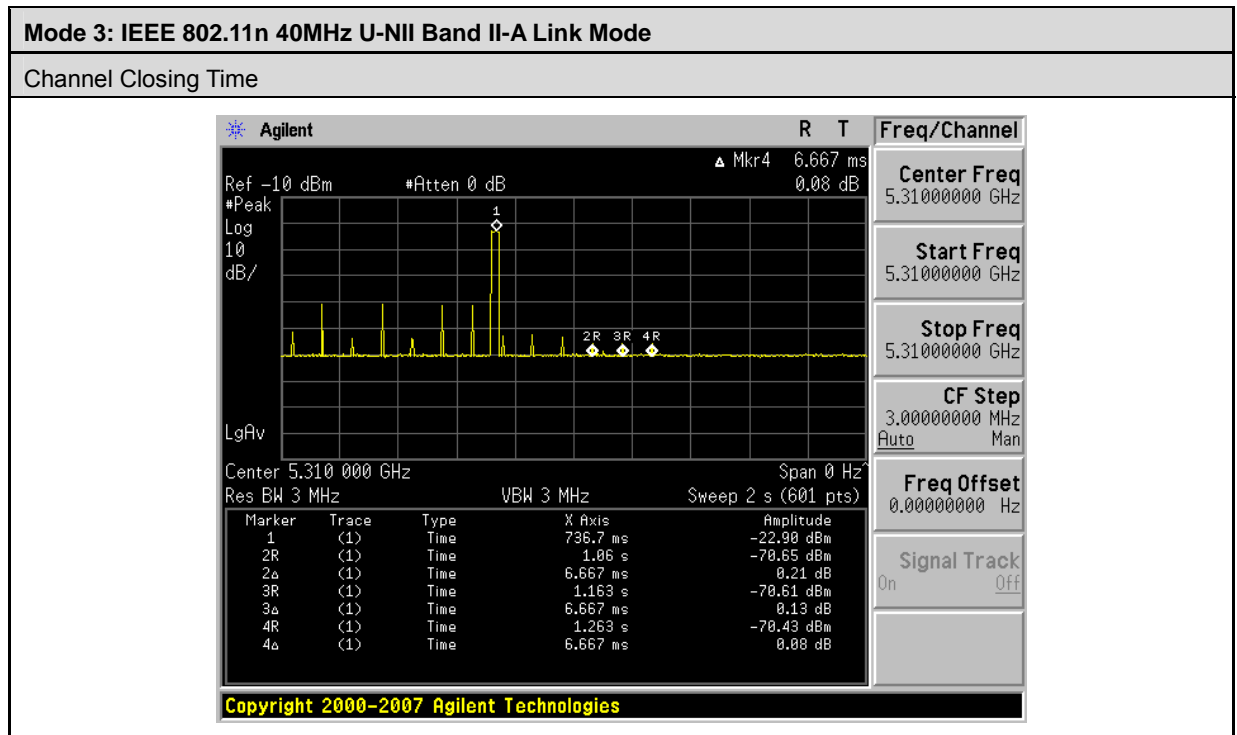 Mode 3: IEEE 802.11n 40MHz U-NII Band II-A Link Mode
Channel Closing Time
Agilent R T Freq/Channel
Δ Mkr4 6.667 ms
Ref -10 dBm #Atten 0 dB 0.08 dB
#Peak
Log
10
dB/
1
2R 3R 4R
LgAv
Center 5.310 000 GHz Span 0 Hz^
Res BW 3 MHz VBW 3 MHz Sweep 2 s (601 pts)
Marker Trace Type X Axis Amplitude
1 (1) Time 736.7 ms -22.90 dBm
2R (1) Time 1.06 s -70.65 dBm
2Δ (1) Time 6.667 ms 0.21 dB
3R (1) Time 1.163 s -70.61 dBm
3Δ (1) Time 6.667 ms 0.13 dB
4R (1) Time 1.263 s -70.43 dBm
4Δ (1) Time 6.667 ms 0.08 dB
Center Freq
5.31000000 GHz
Start Freq
5.31000000 GHz
Stop Freq
5.31000000 GHz
CF Step
3.00000000 MHz
Auto Man
Freq Offset
0.00000000 Hz
Signal Track
On Off
Copyright 2000-2007 Agilent Technologies